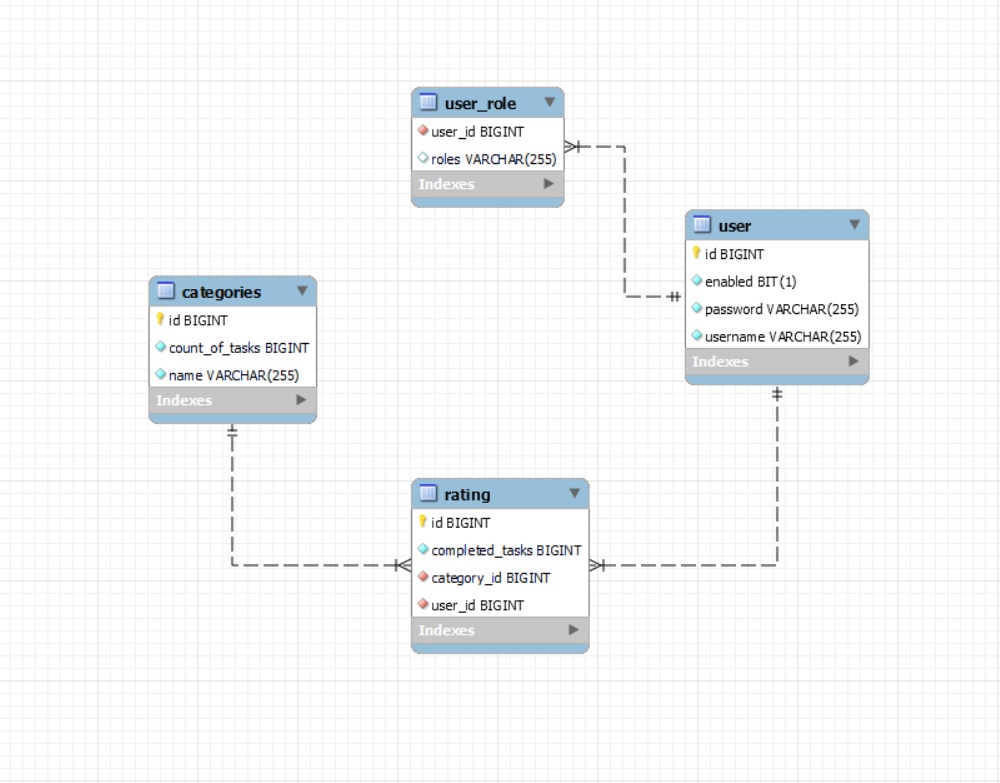 user_role
user_id BIGINT
roles VARCHAR(255)
Indexes
user
id BIGINT
enabled BIT(1)
password VARCHAR(255)
username VARCHAR(255)
Indexes
categories
id BIGINT
count_of_tasks BIGINT
name VARCHAR(255)
Indexes
rating
id BIGINT
completed_tasks BIGINT
category_id BIGINT
user_id BIGINT
Indexes